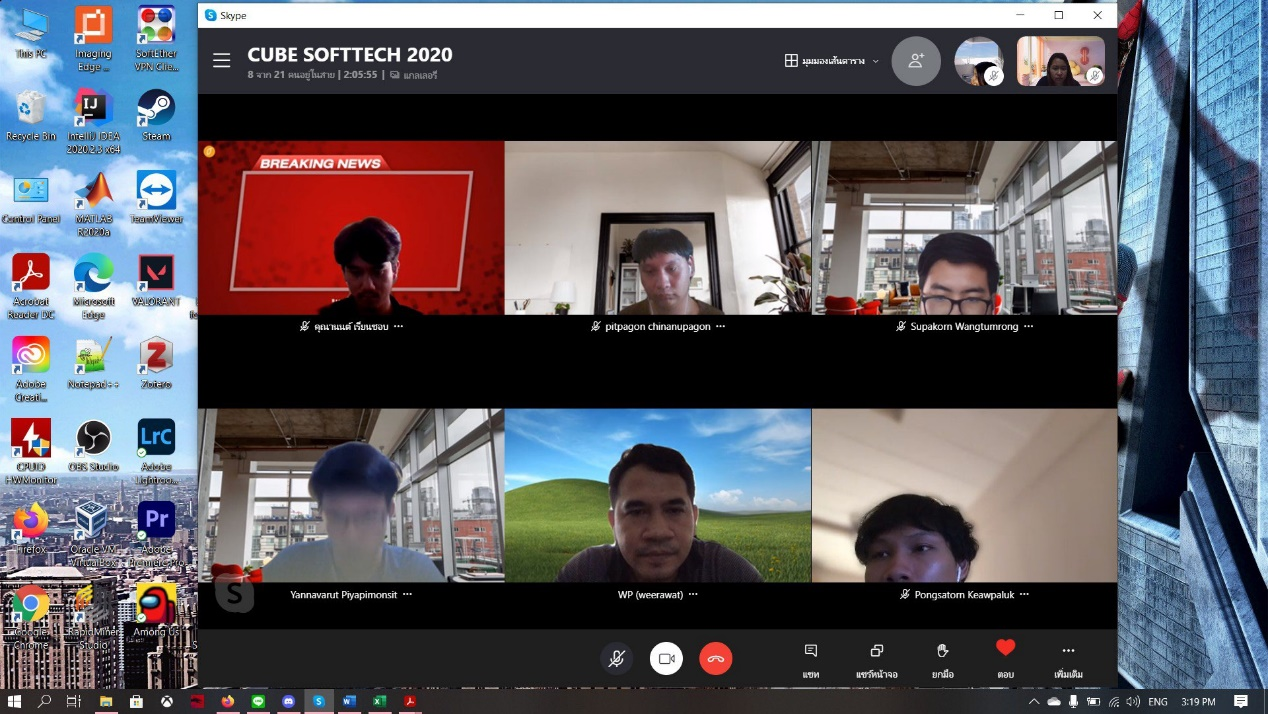 Skype
CUBE SOFTTECH 2020
8 จาก 21 คนอยู่ในสาย | 2:05:55 | แกลเลอรี
มุมมองเส้นตาราง
This PC
Imaging Edge ...
SoftEther VPN Clie...
Recycle Bin
IntelliJ IDEA 2020.2.3 x64
Steam
Control Panel
MATLAB R2020a
TeamViewer
Acrobat Reader DC
Microsoft Edge
VALORANT
Adobe Creati...
Notepad++
Zotero
CPUID HWMonitor
OBS Studio
Adobe Lightroo...
Firefox
Oracle VM VirtualBox
Adobe Premiere Pro...
Google Chrome
RapidMiner Studio
Among Us
BREAKING NEWS
คุณานนต์ เรียนชอบ
pitpagon chinanupagon
Supakorn Wangtumrong
Yannavarut Piyapimonsit
WP (weerawat)
Pongsatorn Keawpaluk
แชท
แชร์หน้าจอ
ยกมือ
ตอบ
เพิ่มเติม
ENG
3:19 PM